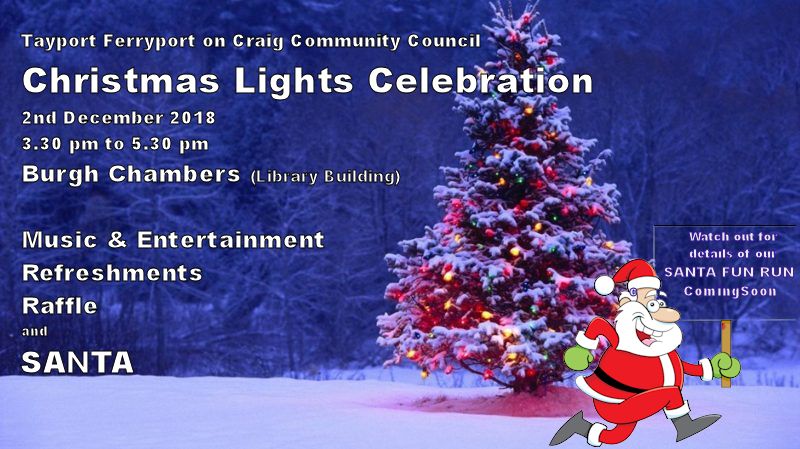 Tayport Ferryport on Craig Community Council
Christmas Lights Celebration
2nd December 2018
3.30 pm to 5.30 pm
Burgh Chambers (Library Building)
Music & Entertainment
Refreshments
Raffle
and
SANTA
Watch out for
details of our
SANTA FUN RUN
ComingSoon